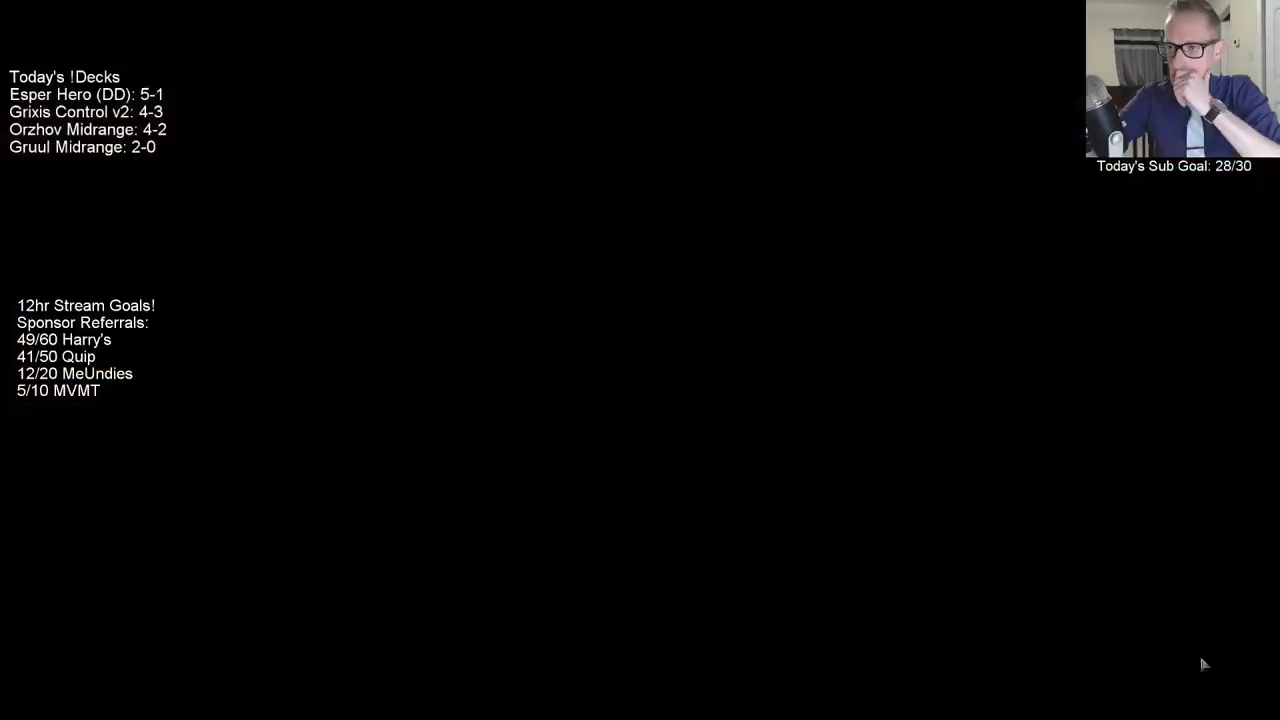 Today's !Decks
Esper Hero (DD): 5-1
Grixis Control v2: 4-3
Orzhov Midrange: 4-2
Gruul Midrange: 2-0
Today's Sub Goal: 28/30
12hr Stream Goals!
Sponsor Referrals:
49/60 Harry's
41/50 Quip
12/20 MeUndies
5/10 MVMT